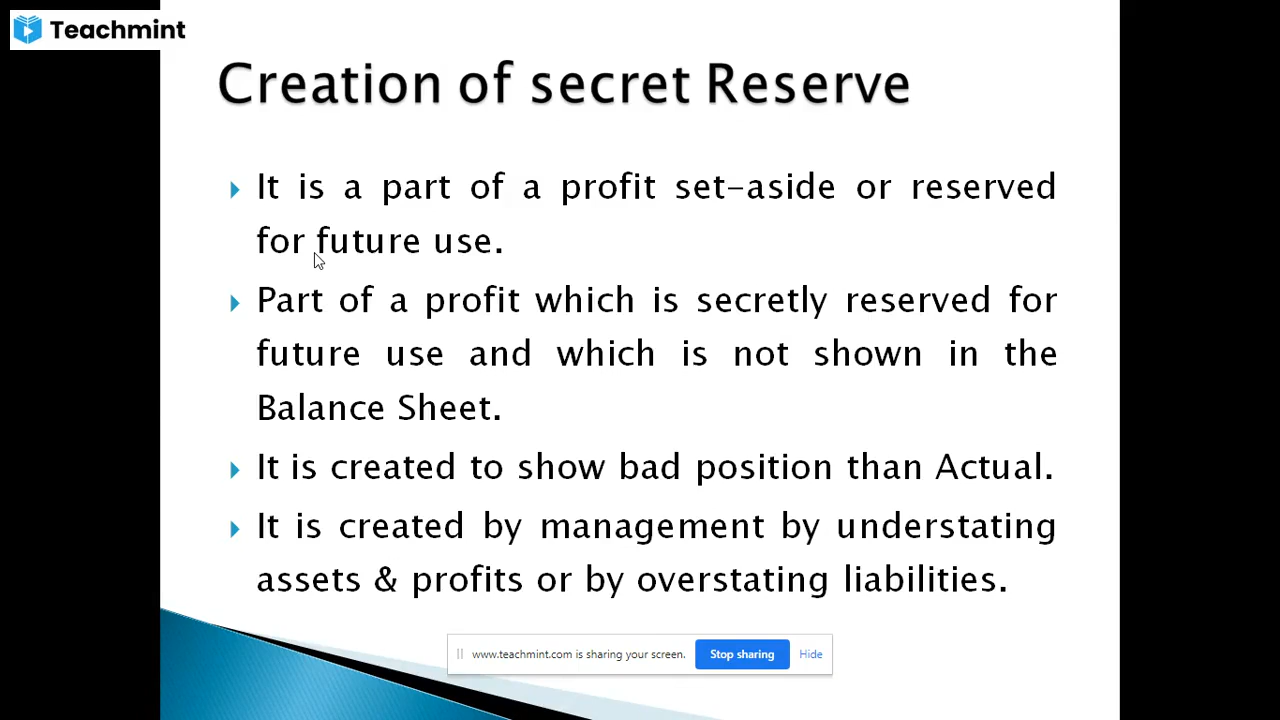 Teachmint
Creation of secret Reserve
It is a part of a profit set-aside or reserved
for future use.
Part of a profit which is secretly reserved for
future use and which is not shown in the
Balance Sheet.
It is created to show bad position than Actual.
It is created by management by understating
assets & profits or by overstating liabilities.
www.teachmint.com is sharing your screen. Stop sharing Hide